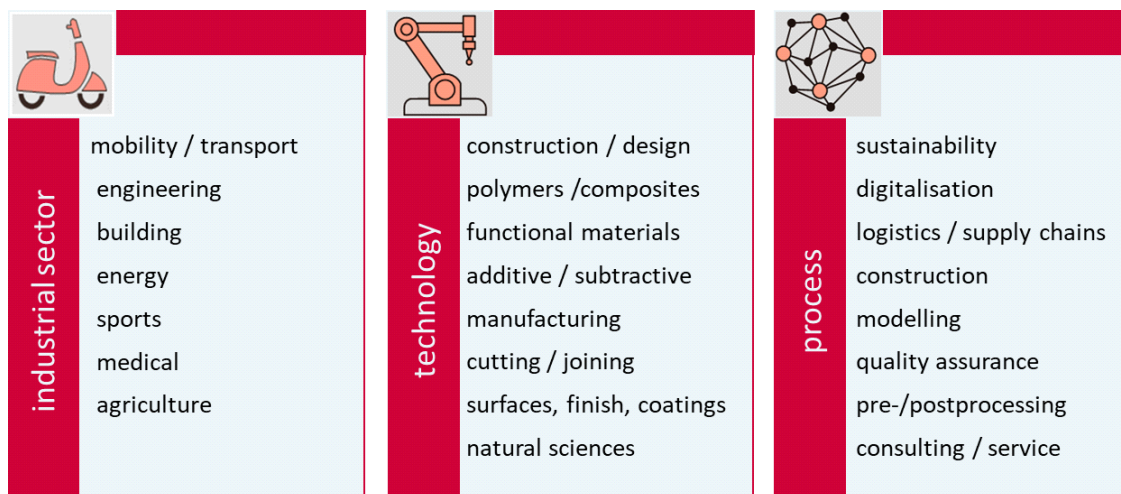 industrial sector
mobility / transport
engineering
building
energy
sports
medical
agriculture
technology
construction / design
polymers /composites
functional materials
additive / subtractive
manufacturing
cutting / joining
surfaces, finish, coatings
natural sciences
process
sustainability
digitalisation
logistics / supply chains
construction
modelling
quality assurance
pre-/postprocessing
consulting / service